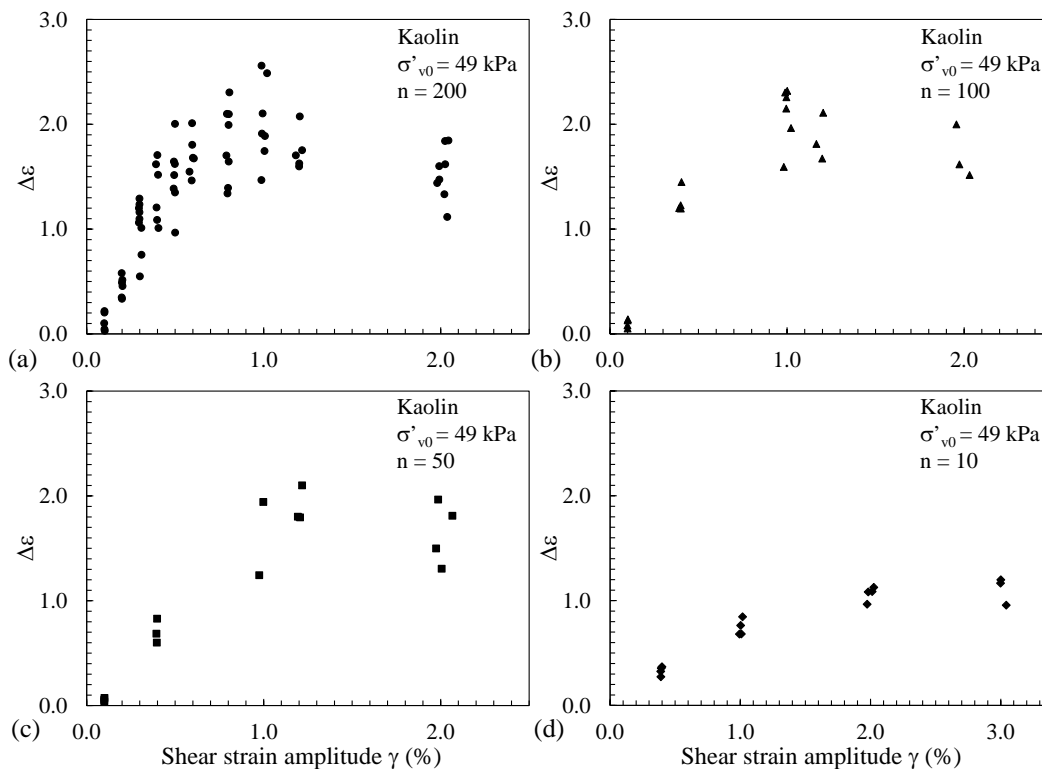 3.0
2.0
1.0
0.0
Δε
Kaolin
σ'v0 = 49 kPa
n = 200
(a)
0.0 1.0 2.0
3.0
2.0
1.0
0.0
Δε
Kaolin
σ'v0 = 49 kPa
n = 100
(b)
0.0 1.0 2.0
3.0
2.0
1.0
0.0
Δε
Kaolin
σ'v0 = 49 kPa
n = 50
(c)
0.0 1.0 2.0
Shear strain amplitude γ (%)
3.0
2.0
1.0
0.0
Δε
Kaolin
σ'v0 = 49 kPa
n = 10
(d)
0.0 1.0 2.0 3.0
Shear strain amplitude γ (%)